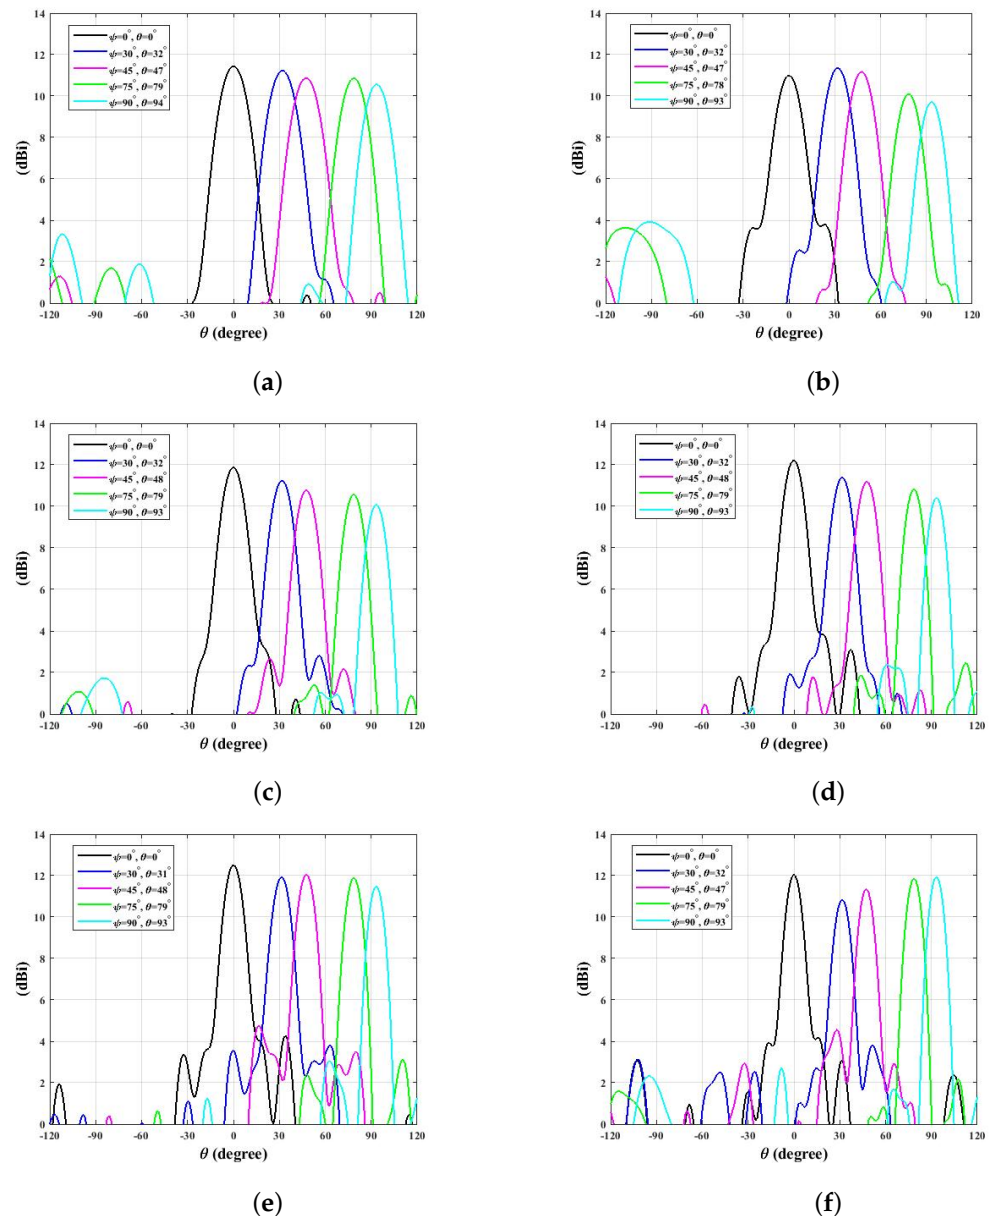 14
12
10
8
6
4
2
0
(dBi)
ψ=0°, θ=0°
ψ=30°, θ=32°
ψ=45°, θ=47°
ψ=75°, θ=79°
ψ=90°, θ=94°
-120 -90 -60 -30 0 30 60 90 120
θ (degree)
(a)
14
12
10
8
6
4
2
0
(dBi)
ψ=0°, θ=0°
ψ=30°, θ=32°
ψ=45°, θ=47°
ψ=75°, θ=78°
ψ=90°, θ=93°
-120 -90 -60 -30 0 30 60 90 120
θ (degree)
(b)
14
12
10
8
6
4
2
0
(dBi)
ψ=0°, θ=0°
ψ=30°, θ=32°
ψ=45°, θ=48°
ψ=75°, θ=79°
ψ=90°, θ=93°
-120 -90 -60 -30 0 30 60 90 120
θ (degree)
(c)
14
12
10
8
6
4
2
0
(dBi)
ψ=0°, θ=0°
ψ=30°, θ=32°
ψ=45°, θ=48°
ψ=75°, θ=79°
ψ=90°, θ=93°
-120 -90 -60 -30 0 30 60 90 120
θ (degree)
(d)
14
12
10
8
6
4
2
0
(dBi)
ψ=0°, θ=0°
ψ=30°, θ=31°
ψ=45°, θ=48°
ψ=75°, θ=79°
ψ=90°, θ=93°
-120 -90 -60 -30 0 30 60 90 120
θ (degree)
(e)
14
12
10
8
6
4
2
0
(dBi)
ψ=0°, θ=0°
ψ=30°, θ=32°
ψ=45°, θ=47°
ψ=75°, θ=79°
ψ=90°, θ=93°
-120 -90 -60 -30 0 30 60 90 120
θ (degree)
(f)